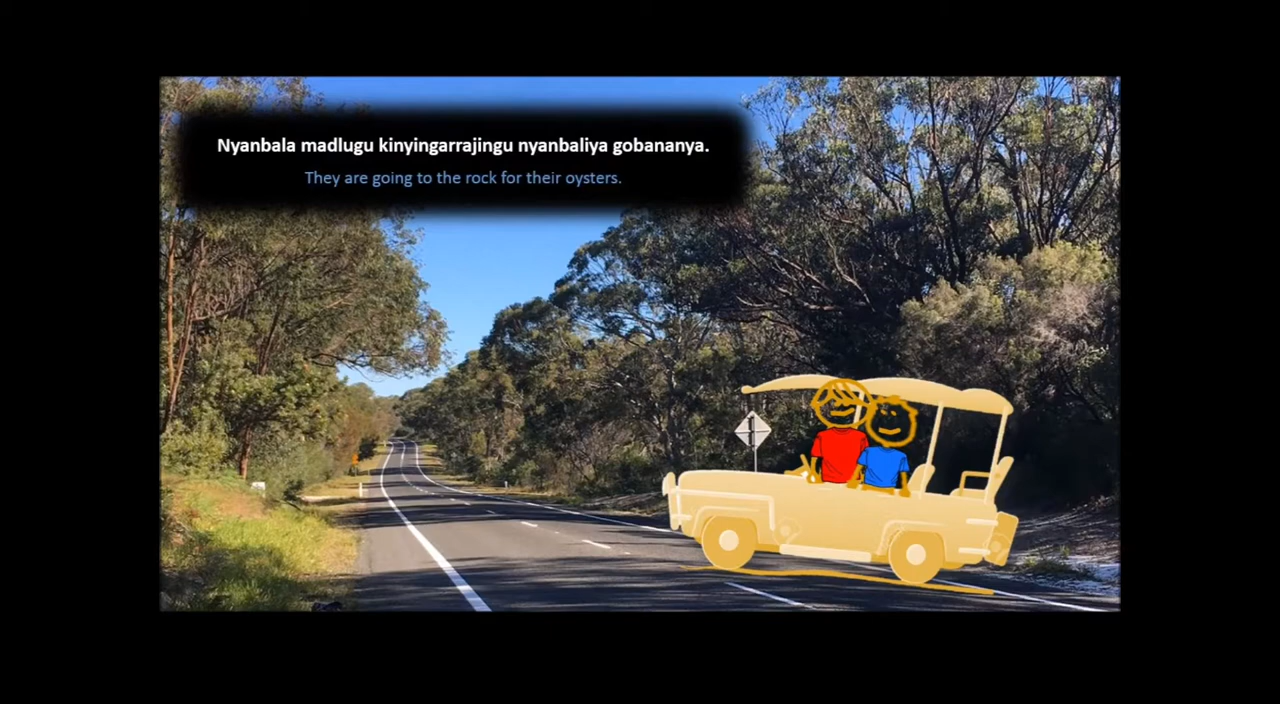 Nyanbala madlugu kinyingarrajingu nyanbaliya gobananya.
They are going to the rock for their oysters.